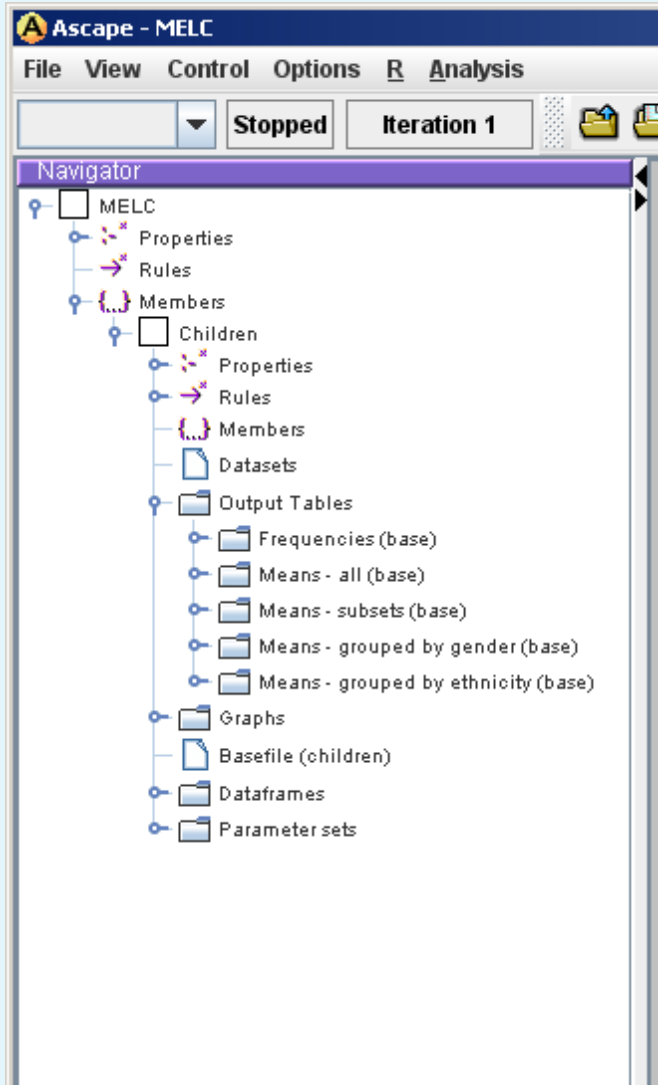 Ascape - MELC
File View Control Options R Analysis
Stopped Iteration 1
Navigator
MELC
Properties
Rules
{...} Members
Children
Properties
Rules
{...} Members
Datasets
Output Tables
Frequencies (base)
Means - all (base)
Means - subsets (base)
Means - grouped by gender (base)
Means - grouped by ethnicity (base)
Graphs
Basefile (children)
Dataframes
Parameter sets